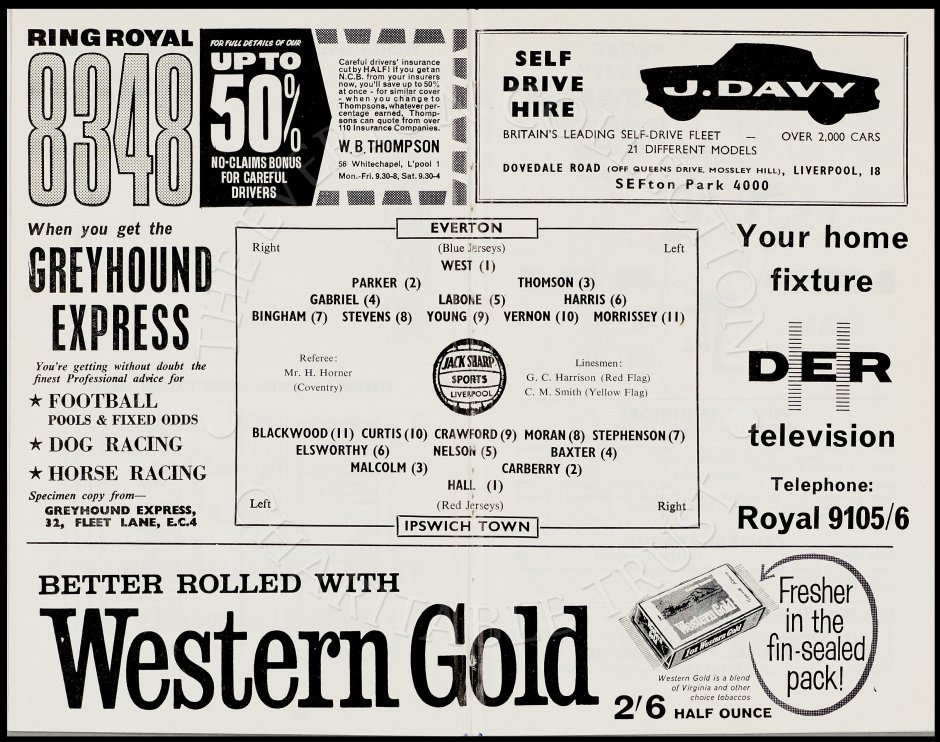 RING ROYAL
8348
FOR FULL DETAILS OF OUR
UP TO
50%
NO-CLAIMS BONUS
FOR CAREFUL
DRIVERS
Careful drivers' insurance
cut by HALF! If you get an
N.C.B. from your insurers
now, you'll save up to 50%
at once - for similar cover
- when you change to
Thompsons, whatever per-
centage earned, Thomp-
sons can quote from over
110 Insurance Companies.
W. B. THOMPSON
56 Whitechapel, L'pool 1
Mon.-Fri. 9.30-8, Sat. 9.30-4
SELF
DRIVE
HIRE
J. DAVY
BRITAIN'S LEADING SELF-DRIVE FLEET — OVER 2,000 CARS
21 DIFFERENT MODELS
DOVEDALE ROAD (OFF QUEENS DRIVE, MOSSLEY HILL), LIVERPOOL, 18
SEFton Park 4000
When you get the
GREYHOUND
EXPRESS
You're getting without doubt the
finest Professional advice for
★ FOOTBALL
POOLS & FIXED ODDS
★ DOG RACING
★ HORSE RACING
Specimen copy from—
GREYHOUND EXPRESS,
32, FLEET LANE, E.C.4
EVERTON
Right (Blue Jerseys) Left
WEST (1)
PARKER (2) THOMSON (3)
GABRIEL (4) LABONE (5) HARRIS (6)
BINGHAM (7) STEVENS (8) YOUNG (9) VERNON (10) MORRISSEY (11)
Referee:
Mr. H. Horner
(Coventry)
JACK SHARP
SPORTS
LIVERPOOL
Linesmen:
G. C. Harrison (Red Flag)
C. M. Smith (Yellow Flag)
BLACKWOOD (11) CURTIS (10) CRAWFORD (9) MORAN (8) STEPHENSON (7)
ELSWORTHY (6) NELSON (5) BAXTER (4)
MALCOLM (3) CARBERRY (2)
HALL (1)
Left (Red Jerseys) Right
IPSWICH TOWN
Your home
fixture
DER
television
Telephone:
Royal 9105/6
BETTER ROLLED WITH
Western Gold
Western Gold
1oz Western Gold
Western Gold is a blend
of Virginia and other
choice tobaccos
2/6 HALF OUNCE
Fresher
in the
fin-sealed
pack!
THE EVERTON COLLECTION
CHARITABLE TRUST